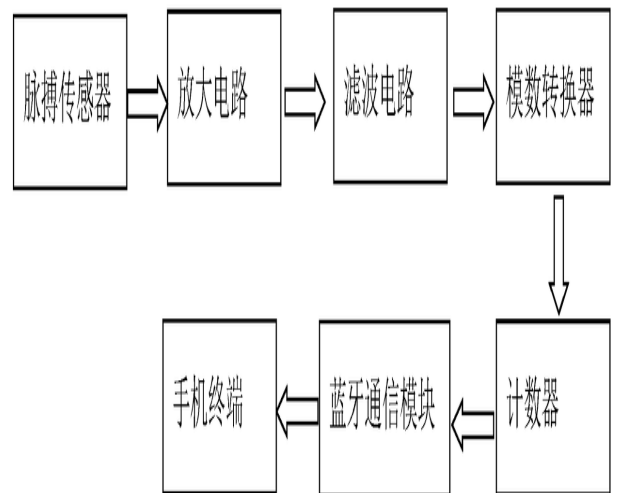 脉搏传感器
放大电路
滤波电路
模数转换器
计数器
蓝牙通信模块
手机终端